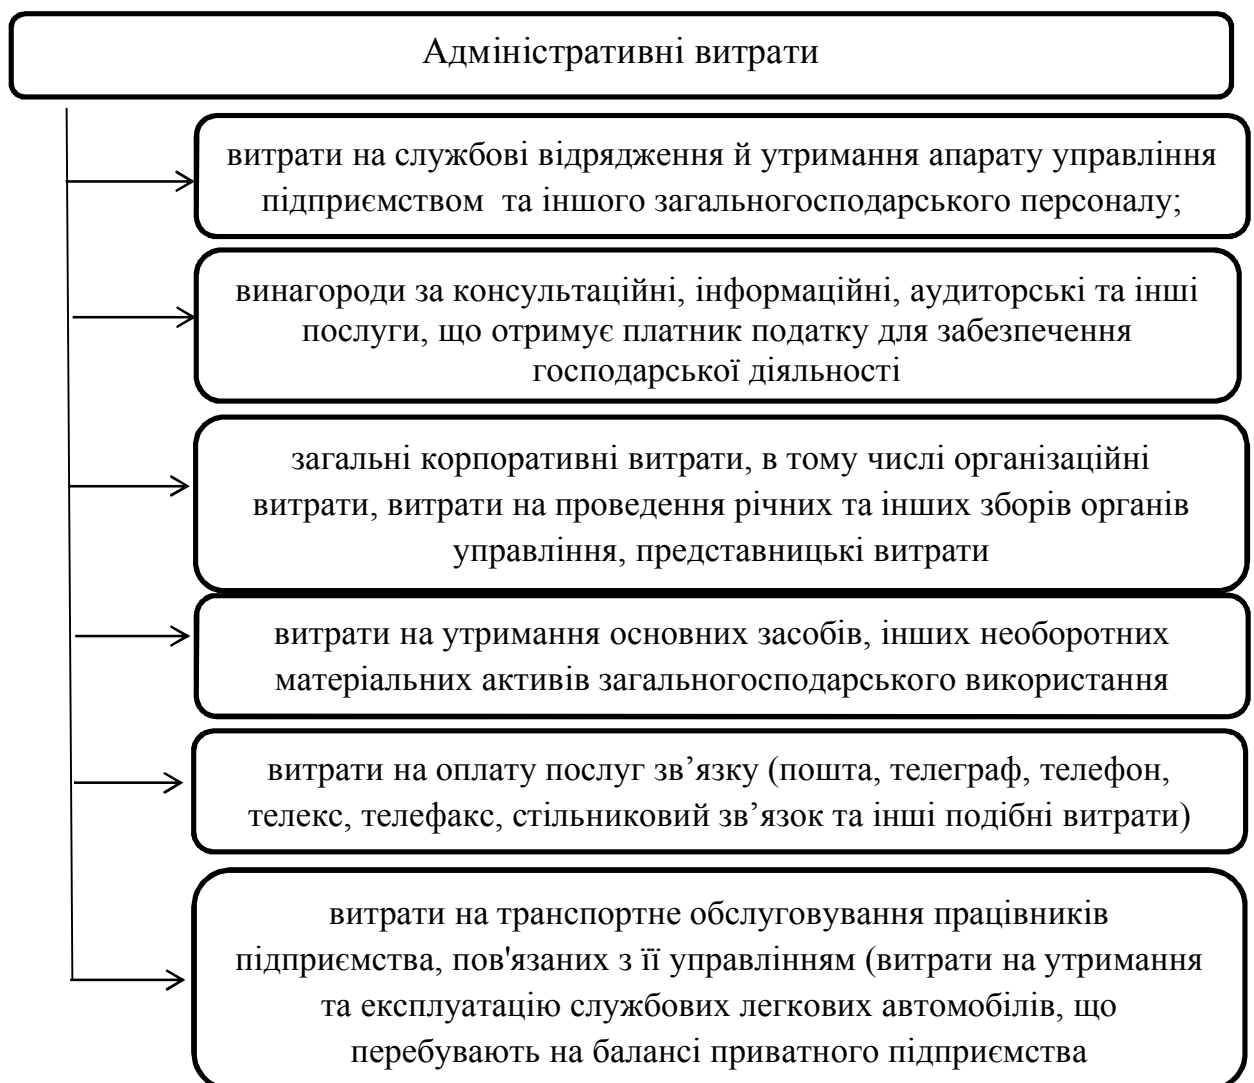 Адміністративні витрати
витрати на службові відрядження й утримання апарату управління
підприємством та іншого загальногосподарського персоналу;
винагороди за консультаційні, інформаційні, аудиторські та інші
послуги, що отримує платник податку для забезпечення
господарської діяльності
загальні корпоративні витрати, в тому числі організаційні
витрати, витрати на проведення річних та інших зборів органів
управління, представницькі витрати
витрати на утримання основних засобів, інших необоротних
матеріальних активів загальногосподарського використання
витрати на оплату послуг зв’язку (пошта, телеграф, телефон,
телекс, телефакс, стільниковий зв’язок та інші подібні витрати)
витрати на транспортне обслуговування працівників
підприємства, пов'язаних з її управлінням (витрати на утримання
та експлуатацію службових легкових автомобілів, що
перебувають на балансі приватного підприємства